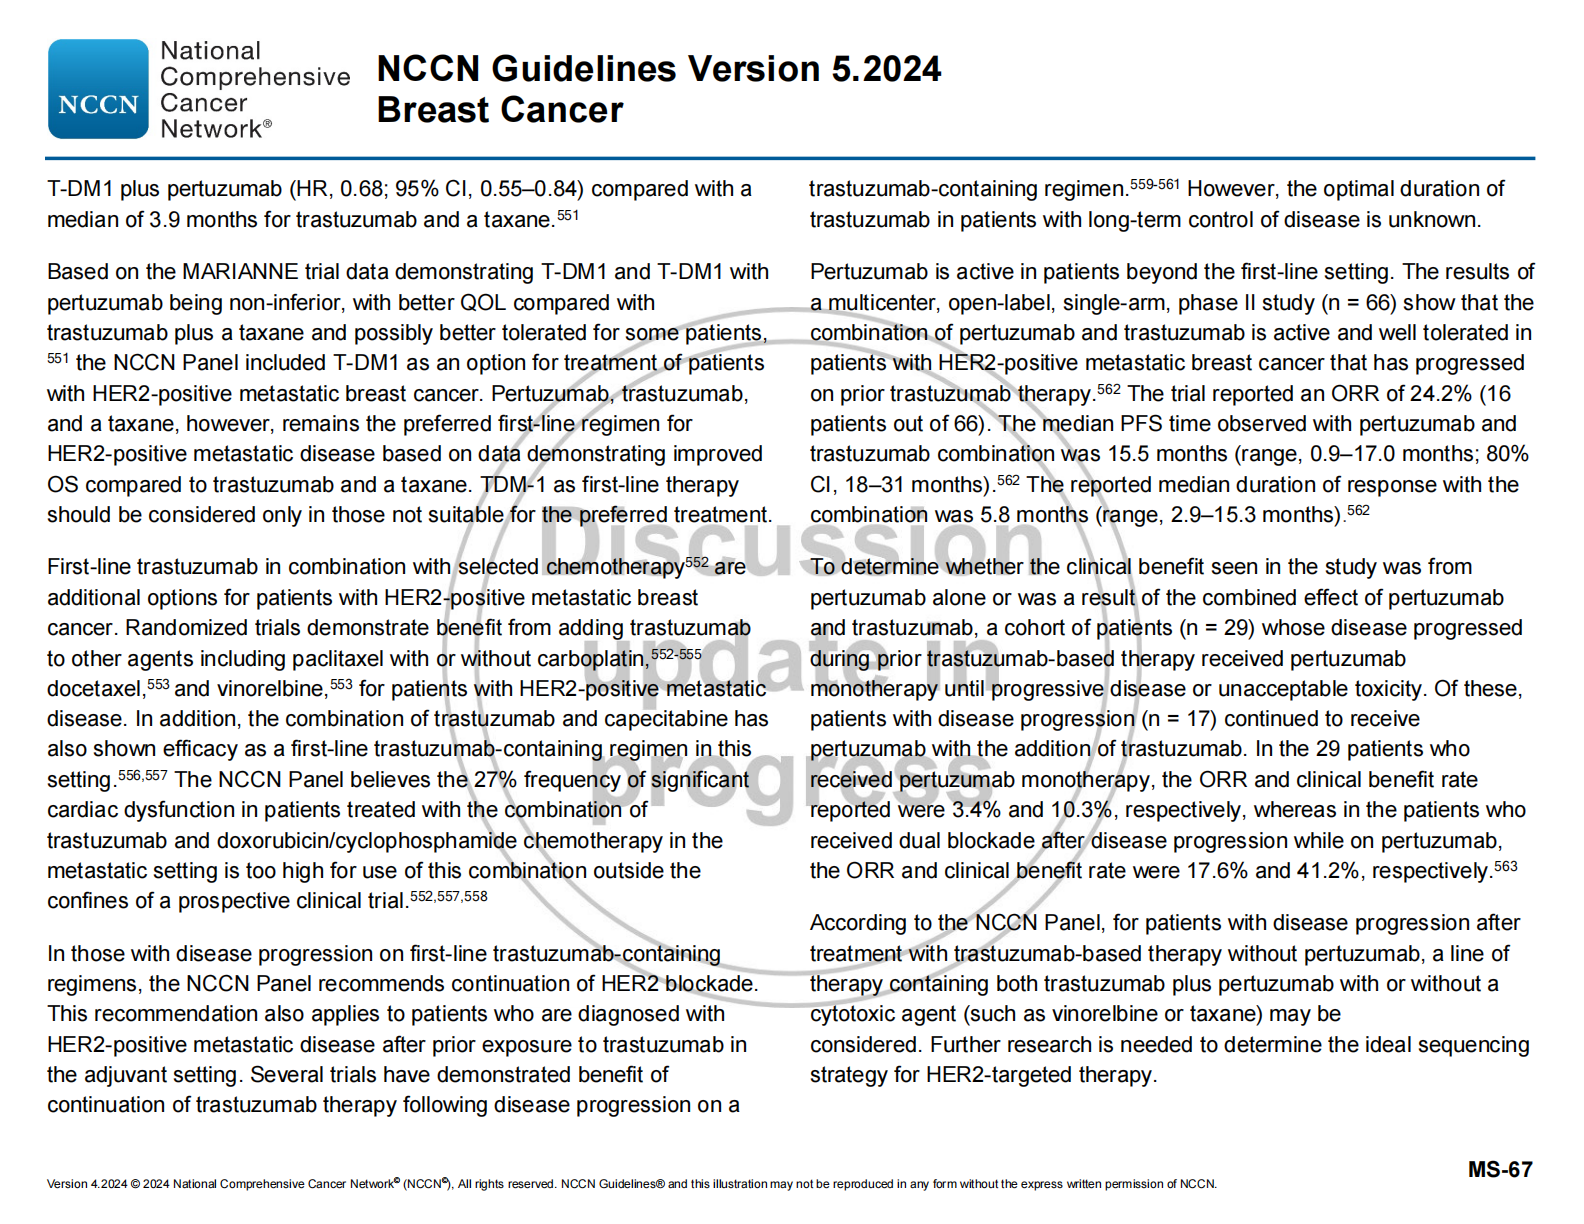 National
Comprehensive
Cancer
Network®
NCCN
NCCN Guidelines Version 5.2024
Breast Cancer
T-DM1 plus pertuzumab (HR, 0.68; 95% CI, 0.55–0.84) compared with a
median of 3.9 months for trastuzumab and a taxane.551
Based on the MARIANNE trial data demonstrating T-DM1 and T-DM1 with
pertuzumab being non-inferior, with better QOL compared with
trastuzumab plus a taxane and possibly better tolerated for some patients,
551 the NCCN Panel included T-DM1 as an option for treatment of patients
with HER2-positive metastatic breast cancer. Pertuzumab, trastuzumab,
and a taxane, however, remains the preferred first-line regimen for
HER2-positive metastatic disease based on data demonstrating improved
OS compared to trastuzumab and a taxane. TDM-1 as first-line therapy
should be considered only in those not suitable for the preferred treatment.
First-line trastuzumab in combination with selected chemotherapy552 are
additional options for patients with HER2-positive metastatic breast
cancer. Randomized trials demonstrate benefit from adding trastuzumab
to other agents including paclitaxel with or without carboplatin,552-555
docetaxel,553 and vinorelbine,553 for patients with HER2-positive metastatic
disease. In addition, the combination of trastuzumab and capecitabine has
also shown efficacy as a first-line trastuzumab-containing regimen in this
setting.556,557 The NCCN Panel believes the 27% frequency of significant
cardiac dysfunction in patients treated with the combination of
trastuzumab and doxorubicin/cyclophosphamide chemotherapy in the
metastatic setting is too high for use of this combination outside the
confines of a prospective clinical trial.552,557,558
In those with disease progression on first-line trastuzumab-containing
regimens, the NCCN Panel recommends continuation of HER2 blockade.
This recommendation also applies to patients who are diagnosed with
HER2-positive metastatic disease after prior exposure to trastuzumab in
the adjuvant setting. Several trials have demonstrated benefit of
continuation of trastuzumab therapy following disease progression on a
trastuzumab-containing regimen.559-561 However, the optimal duration of
trastuzumab in patients with long-term control of disease is unknown.
Pertuzumab is active in patients beyond the first-line setting. The results of
a multicenter, open-label, single-arm, phase II study (n = 66) show that the
combination of pertuzumab and trastuzumab is active and well tolerated in
patients with HER2-positive metastatic breast cancer that has progressed
on prior trastuzumab therapy.562 The trial reported an ORR of 24.2% (16
patients out of 66). The median PFS time observed with pertuzumab and
trastuzumab combination was 15.5 months (range, 0.9–17.0 months; 80%
CI, 18–31 months).562 The reported median duration of response with the
combination was 5.8 months (range, 2.9–15.3 months).562
To determine whether the clinical benefit seen in the study was from
pertuzumab alone or was a result of the combined effect of pertuzumab
and trastuzumab, a cohort of patients (n = 29) whose disease progressed
during prior trastuzumab-based therapy received pertuzumab
monotherapy until progressive disease or unacceptable toxicity. Of these,
patients with disease progression (n = 17) continued to receive
pertuzumab with the addition of trastuzumab. In the 29 patients who
received pertuzumab monotherapy, the ORR and clinical benefit rate
reported were 3.4% and 10.3%, respectively, whereas in the patients who
received dual blockade after disease progression while on pertuzumab,
the ORR and clinical benefit rate were 17.6% and 41.2%, respectively.563
According to the NCCN Panel, for patients with disease progression after
treatment with trastuzumab-based therapy without pertuzumab, a line of
therapy containing both trastuzumab plus pertuzumab with or without a
cytotoxic agent (such as vinorelbine or taxane) may be
considered. Further research is needed to determine the ideal sequencing
strategy for HER2-targeted therapy.
Discussion
update in
progress
MS-67
Version 4.2024 © 2024 National Comprehensive Cancer Network© (NCCN©), All rights reserved. NCCN Guidelines® and this illustration may not be reproduced in any form without the express written permission of NCCN.